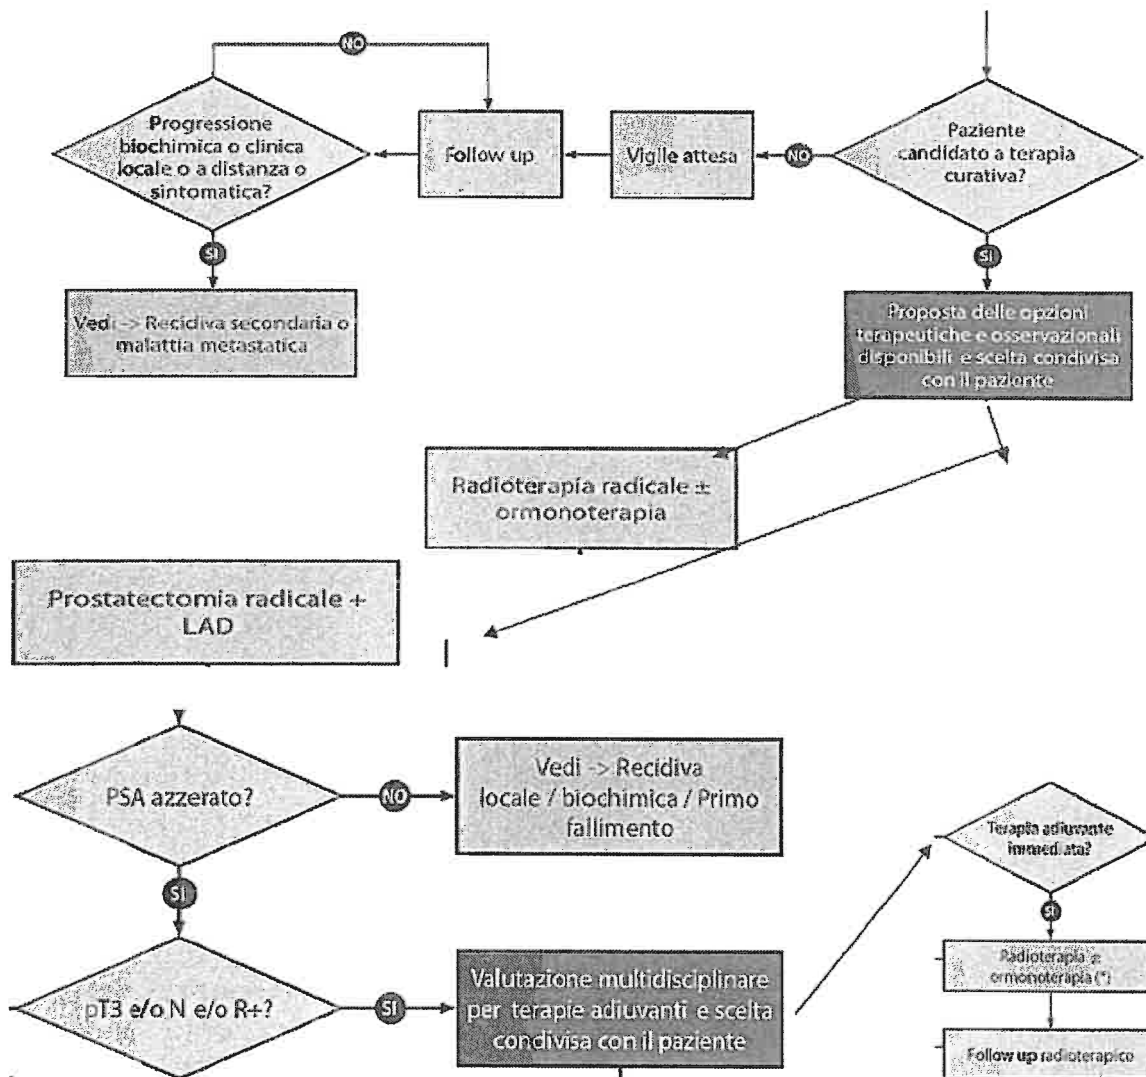 NO
Progressione
biochimica o clinica
locale o a distanza o
sintomatica?
Follow up
Vigile attesa
NO
Paziente
candidato a terapia
curativa?
SI
SI
Vedi -> Recidiva secondaria o
malattia metastatica
Proposta delle opzioni
terapeutiche e osservazionali
disponibili e scelta condivisa
con il paziente
Radioterapia radicale ±
ormonoterapia
Prostatectomia radicale +
LAD
PSA azzerato?
NO
Vedi -> Recidiva
locale / biochimica / Primo
fallimento
Terapia adiuvante
immediata?
SI
SI
Radioterapia ±
ormonoterapia (*)
pT3 e/o N e/o R+?
SI
Valutazione multidisciplinare
per terapie adiuvanti e scelta
condivisa con il paziente
Follow up radioterapico